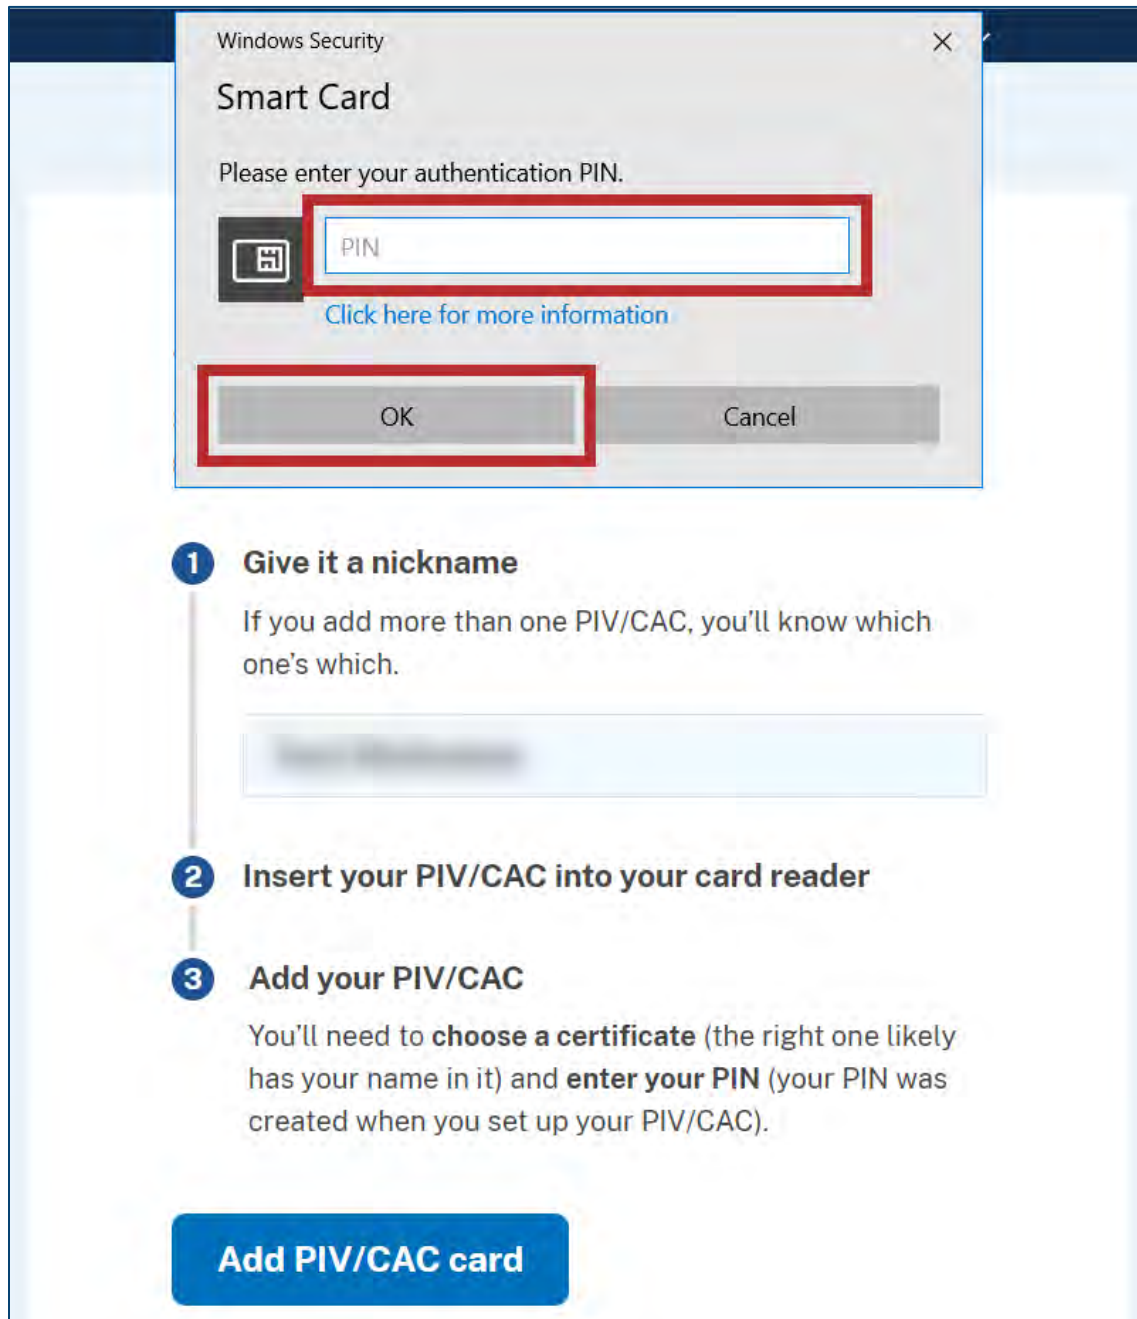 Windows Security
Smart Card
Please enter your authentication PIN.
PIN
Click here for more information
OK
Cancel
1
Give it a nickname
If you add more than one PIV/CAC, you’ll know which
one’s which.
2
Insert your PIV/CAC into your card reader
3
Add your PIV/CAC
You’ll need to choose a certificate (the right one likely
has your name in it) and enter your PIN (your PIN was
created when you set up your PIV/CAC).
Add PIV/CAC card